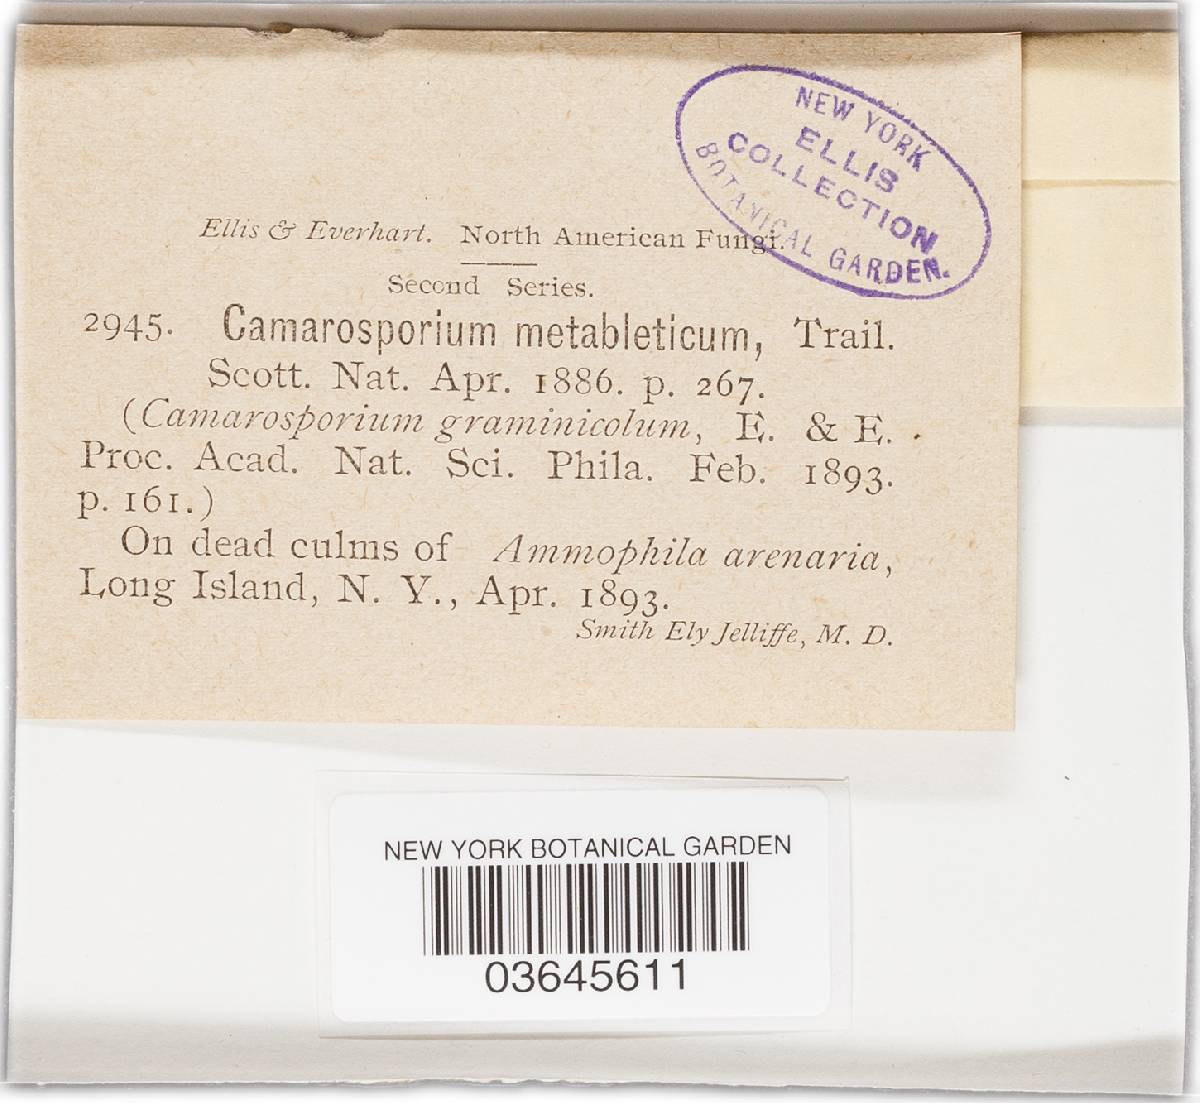 NEW YORK
ELLIS
COLLECTION
BOTANICAL GARDEN.
Ellis & Everhart. North American Fungi.
Second Series.
2945. Camarosporium metableticum, Trail.
Scott. Nat. Apr. 1886. p. 267.
(Camarosporium graminicolum, E. & E.
Proc. Acad. Nat. Sci. Phila. Feb. 1893.
p. 161.)
On dead culms of Ammophila arenaria,
Long Island, N. Y., Apr. 1893.
Smith Ely Jelliffe, M. D.
NEW YORK BOTANICAL GARDEN
03645611